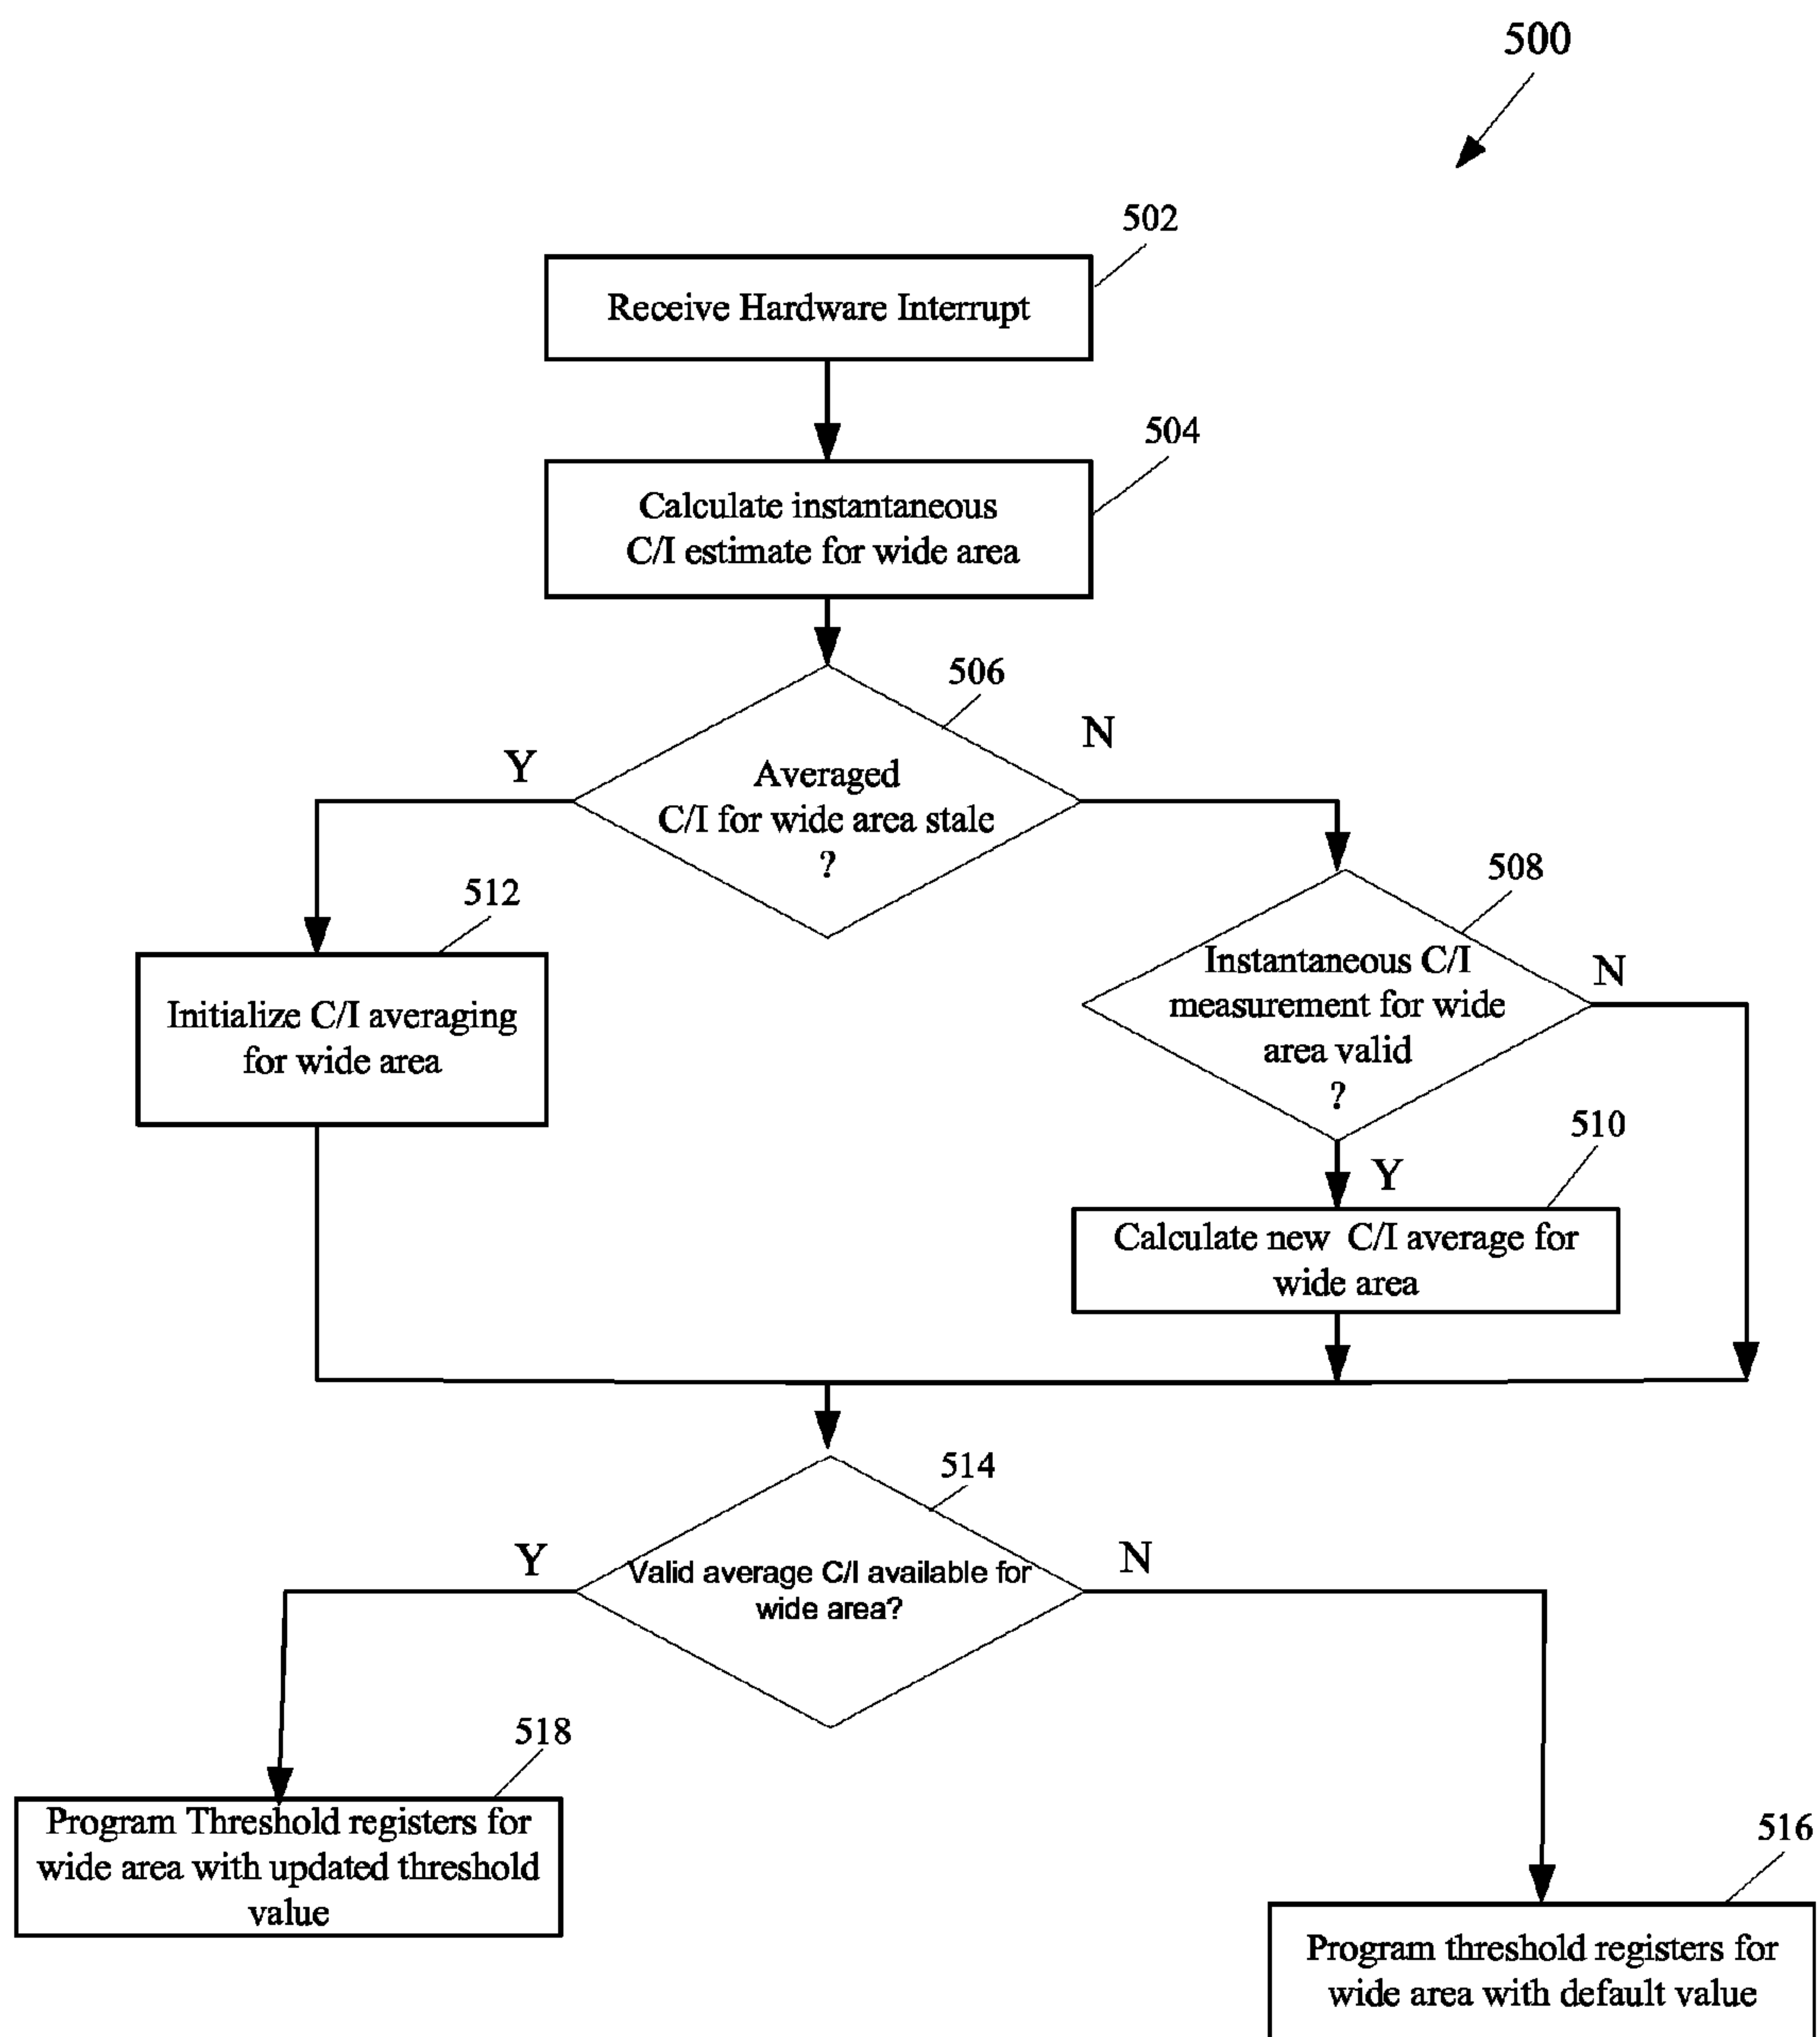 500
502
Receive Hardware Interrupt
504
Calculate instantaneous
C/I estimate for wide area
506
Y
N
Averaged
C/I for wide area stale
?
508
512
Instantaneous C/I
measurement for wide
area valid
?
N
Initialize C/I averaging
for wide area
510
Y
Calculate new C/I average for
wide area
514
Y
N
Valid average C/I available for
wide area?
518
Program Threshold registers for
wide area with updated threshold
value
516
Program threshold registers for
wide area with default value